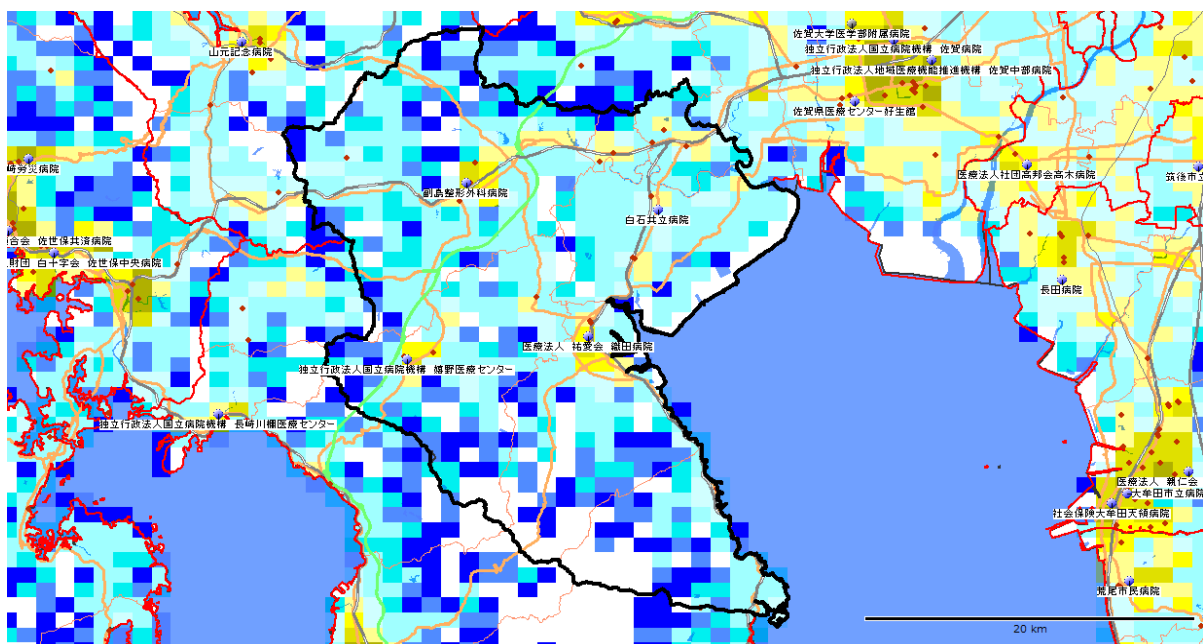 佐賀大学医学部附属病院
山元記念病院
独立行政法人国立病院機構 佐賀病院
独立行政法人地域医療機能推進機構 佐賀中部病院
佐賀県医療センター好生館
崎労災病院
医療法人社団高邦会高木病院
筑後市立
副島整形外科病院
白石共立病院
合会 佐世保共済病院
財団 白十字会 佐世保中央病院
長田病院
医療法人 祐愛会 織田病院
独立行政法人国立病院機構 嬉野医療センター
独立行政法人国立病院機構 長崎川棚医療センター
医療法人 親仁会
大牟田市立病院
社会保険大牟田天領病院
荒尾市民病院
20 km